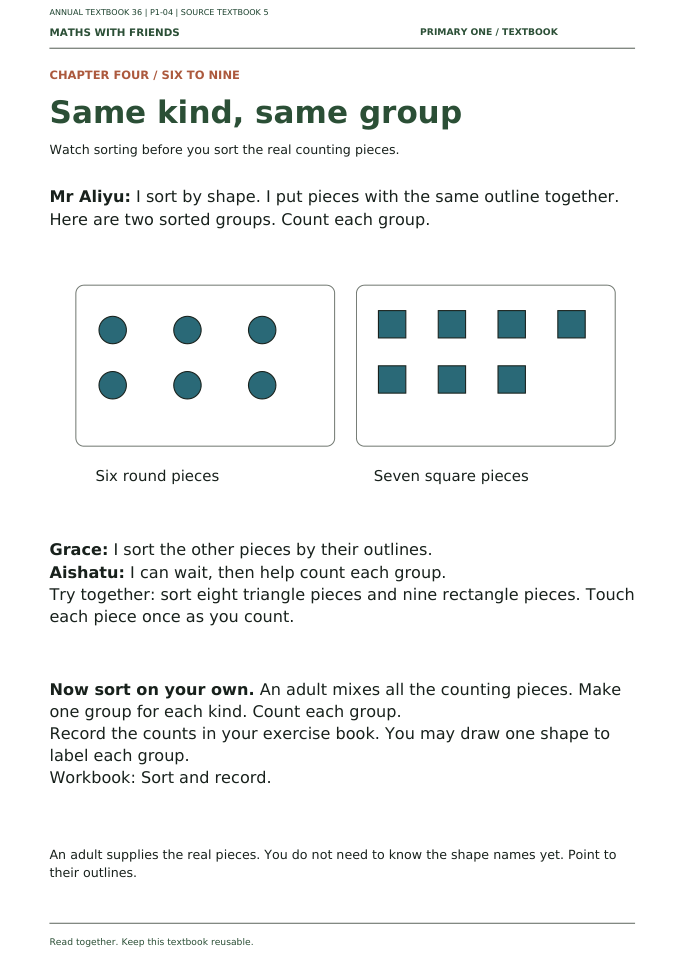 ANNUAL TEXTBOOK 36 | P1-04 | SOURCE TEXTBOOK 5
MATHS WITH FRIENDS
PRIMARY ONE / TEXTBOOK
CHAPTER FOUR / SIX TO NINE
Same kind, same group
Watch sorting before you sort the real counting pieces.
Mr Aliyu: I sort by shape. I put pieces with the same outline together.
Here are two sorted groups. Count each group.
Six round pieces
Seven square pieces
Grace: I sort the other pieces by their outlines.
Aishatu: I can wait, then help count each group.
Try together: sort eight triangle pieces and nine rectangle pieces. Touch
each piece once as you count.
Now sort on your own. An adult mixes all the counting pieces. Make
one group for each kind. Count each group.
Record the counts in your exercise book. You may draw one shape to
label each group.
Workbook: Sort and record.
An adult supplies the real pieces. You do not need to know the shape names yet. Point to
their outlines.
Read together. Keep this textbook reusable.